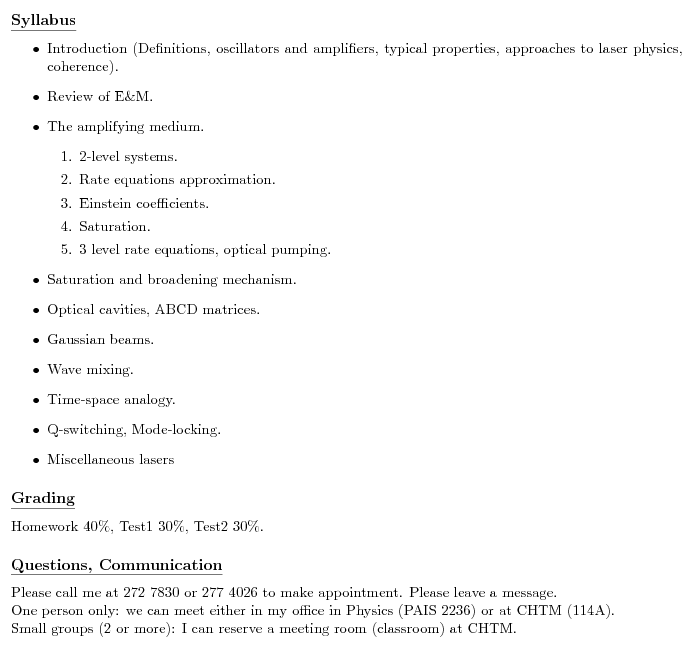 Syllabus
• Introduction (Definitions, oscillators and amplifiers, typical properties, approaches to laser physics,
coherence).
• Review of E&M.
• The amplifying medium.
1. 2-level systems.
2. Rate equations approximation.
3. Einstein coefficients.
4. Saturation.
5. 3 level rate equations, optical pumping.
• Saturation and broadening mechanism.
• Optical cavities, ABCD matrices.
• Gaussian beams.
• Wave mixing.
• Time-space analogy.
• Q-switching, Mode-locking.
• Miscellaneous lasers
Grading
Homework 40%, Test1 30%, Test2 30%.
Questions, Communication
Please call me at 272 7830 or 277 4026 to make appointment. Please leave a message.
One person only: we can meet either in my office in Physics (PAIS 2236) or at CHTM (114A).
Small groups (2 or more): I can reserve a meeting room (classroom) at CHTM.